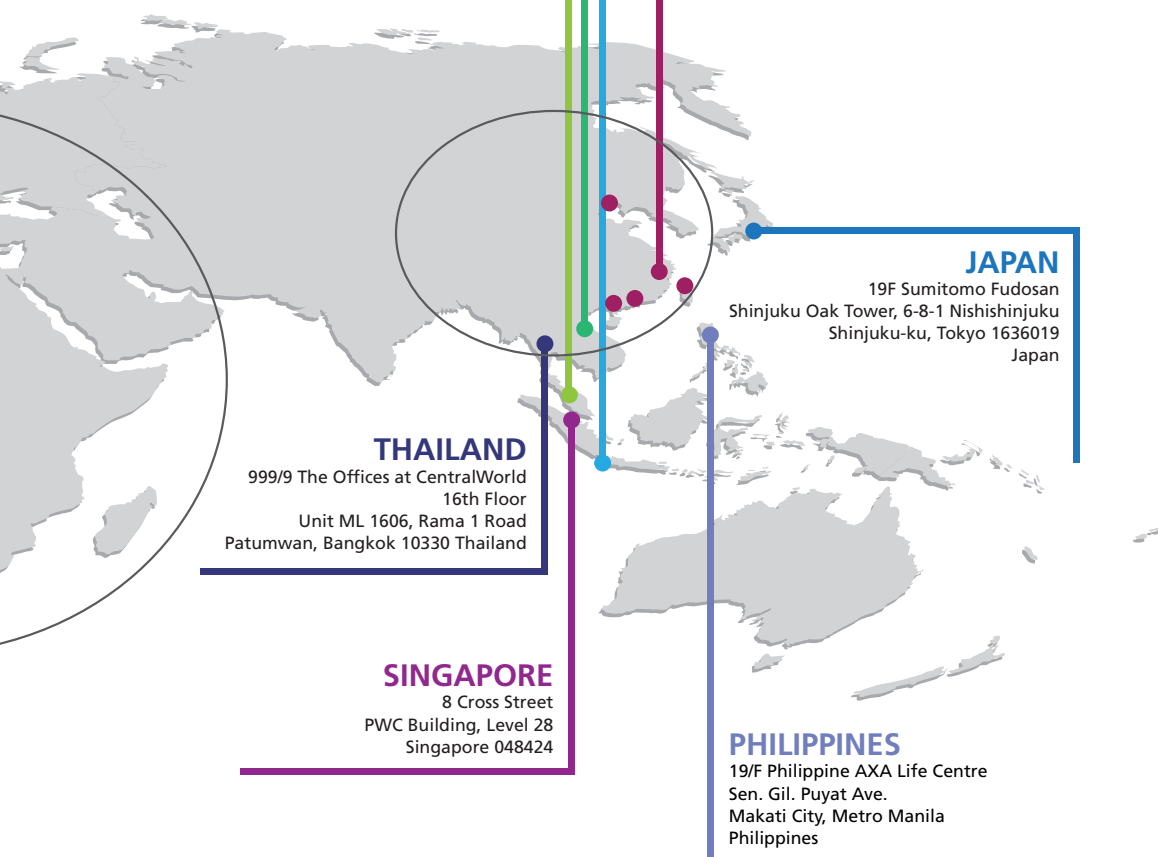 JAPAN
19F Sumitomo Fudosan
Shinjuku Oak Tower, 6-8-1 Nishishinjuku
Shinjuku-ku, Tokyo 1636019
Japan
THAILAND
999/9 The Offices at CentralWorld
16th Floor
Unit ML 1606, Rama 1 Road
Patumwan, Bangkok 10330 Thailand
SINGAPORE
8 Cross Street
PWC Building, Level 28
Singapore 048424
PHILIPPINES
19/F Philippine AXA Life Centre
Sen. Gil. Puyat Ave.
Makati City, Metro Manila
Philippines